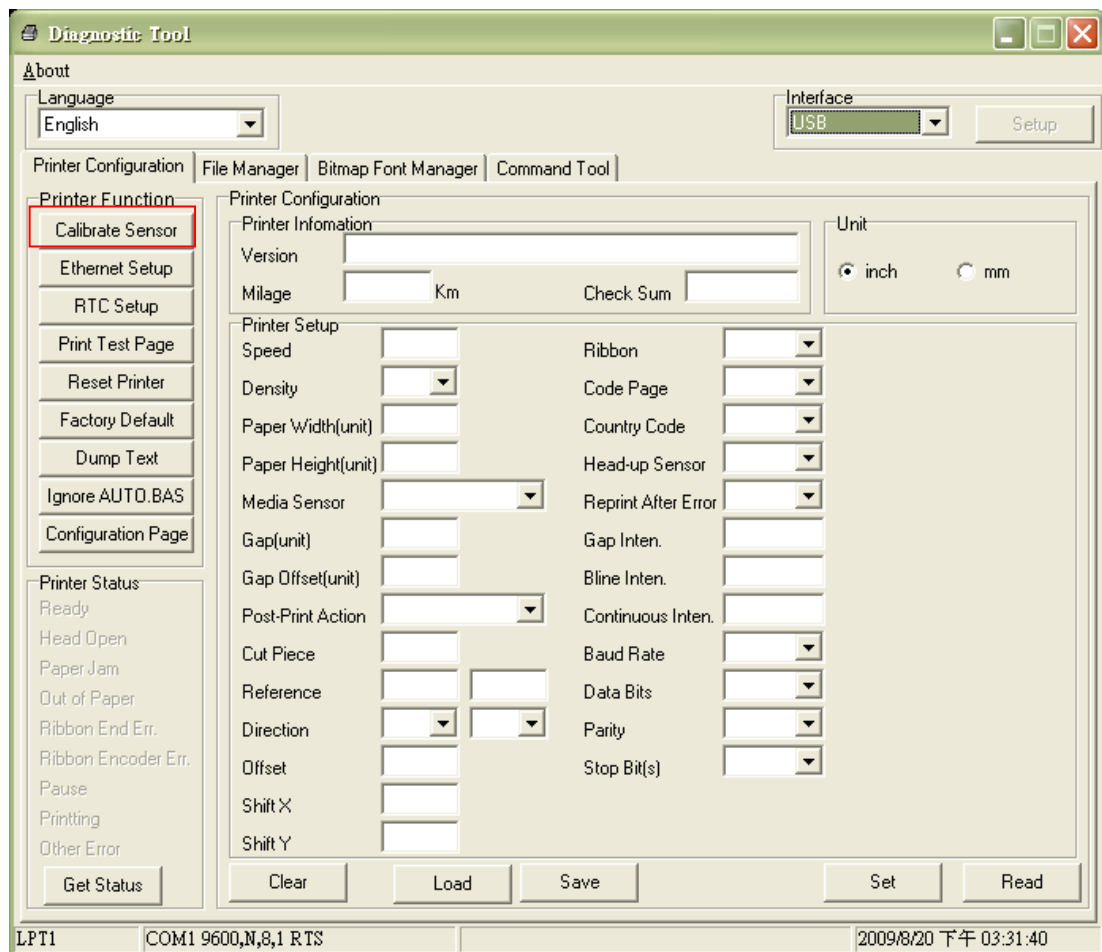 Diagnostic Tool
About
Language
English
Interface
USB
Setup
Printer Configuration
File Manager
Bitmap Font Manager
Command Tool
Printer Function
Calibrate Sensor
Ethernet Setup
RTC Setup
Print Test Page
Reset Printer
Factory Default
Dump Text
Ignore AUTO.BAS
Configuration Page
Printer Status
Ready
Head Open
Paper Jam
Out of Paper
Ribbon End Err.
Ribbon Encoder Err.
Pause
Printting
Other Error
Get Status
Printer Configuration
Printer Infomation
Version
Milage
Km
Check Sum
Unit
inch
mm
Printer Setup
Speed
Density
Paper Width(unit)
Paper Height(unit)
Media Sensor
Gap(unit)
Gap Offset(unit)
Post-Print Action
Cut Piece
Reference
Direction
Offset
Shift X
Shift Y
Ribbon
Code Page
Country Code
Head-up Sensor
Reprint After Error
Gap Inten.
Bline Inten.
Continuous Inten.
Baud Rate
Data Bits
Parity
Stop Bit(s)
Clear
Load
Save
Set
Read
LPT1
COM1 9600,N,8,1 RTS
2009/8/20 下午 03:31:40